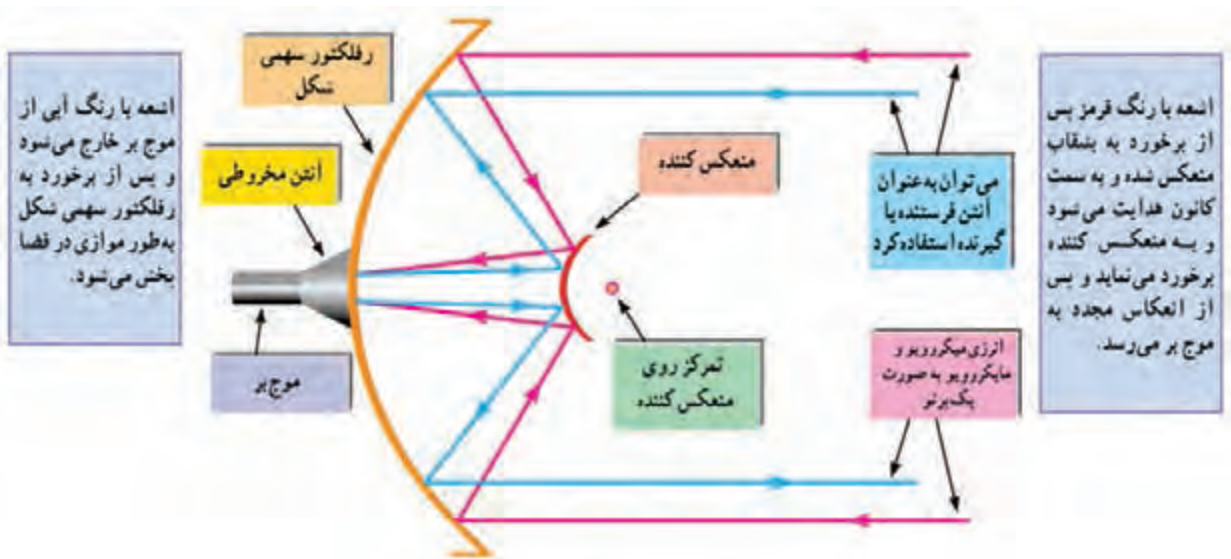 اشعه با رنگ قرمز پس
از برخورد به بشقاب
منعکس شده و به سمت
کانون هدایت می‌شود
و به منعکس کننده
برخورد می‌نماید و پس
از انعکاس مجدد به
موج بر می‌رسد.
می‌توان به عنوان
آنتن فرستنده یا
گیرنده استفاده کرد
انرژی میکروویو و
مایکروویو به صورت
یک پرتو
منعکس کننده
تمرکز روی
منعکس کننده
رفلکتور سهمی
شکل
آنتن مخروطی
موج‌بر
اشعه با رنگ آبی از
موج بر خارج می‌شود
و پس از برخورد به
رفلکتور سهمی شکل
به‌طور موازی در فضا
پخش می‌شود.